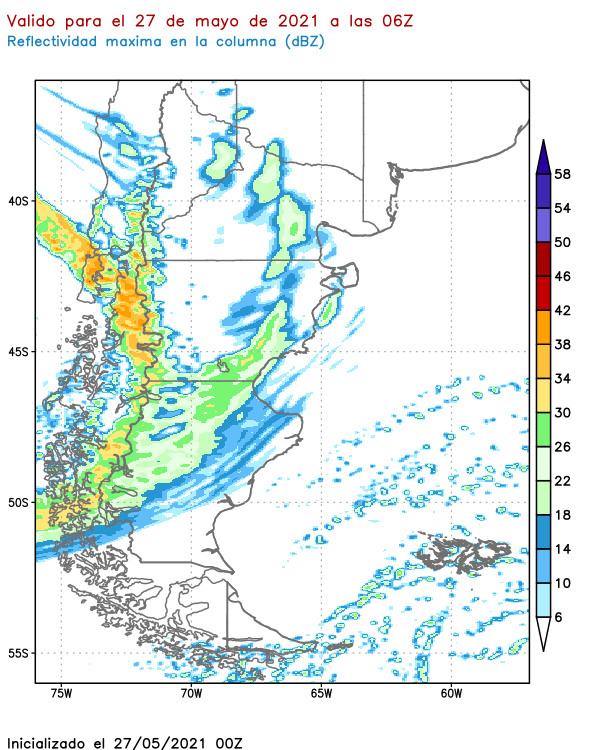 Valido para el 27 de mayo de 2021 a las 06Z
Reflectividad maxima en la columna (dBZ)
58
54
50
46
42
38
34
30
26
22
18
14
10
6
40S
45S
50S
55S
75W 70W 65W 60W
Inicializado el 27/05/2021 00Z